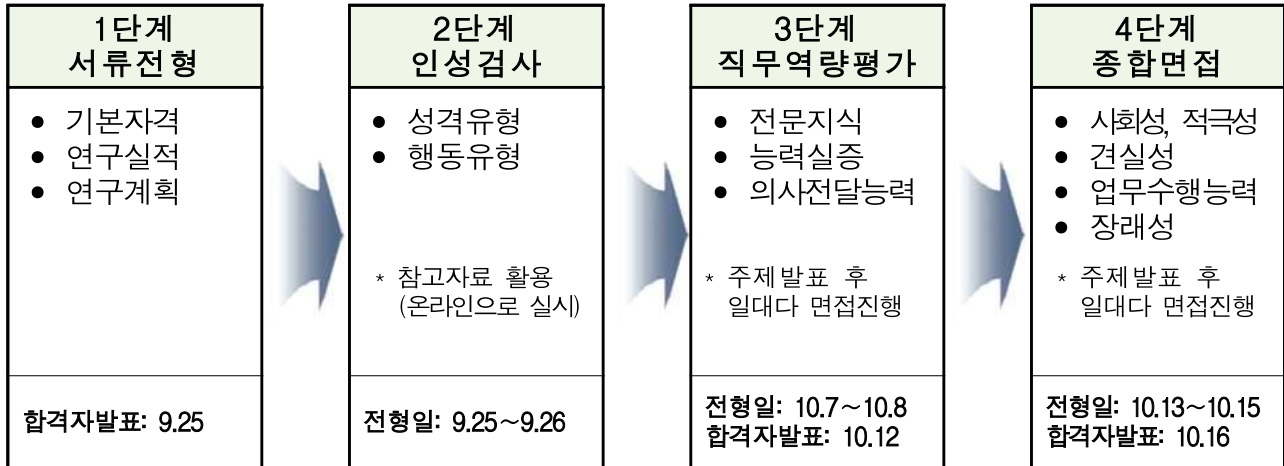 1단계
서류전형
● 기본자격
● 연구실적
● 연구계획
합격자발표: 9.25
2단계
인성검사
● 성격유형
● 행동유형
* 참고자료 활용
(온라인으로 실시)
전형일: 9.25~9.26
3단계
직무역량평가
● 전문지식
● 능력실증
● 의사전달능력
* 주제발표 후
일대다 면접진행
전형일: 10.7~10.8
합격자발표: 10.12
4단계
종합면접
● 사회성, 적극성
● 견실성
● 업무수행능력
● 장래성
* 주제발표 후
일대다 면접진행
전형일: 10.13~10.15
합격자발표: 10.16